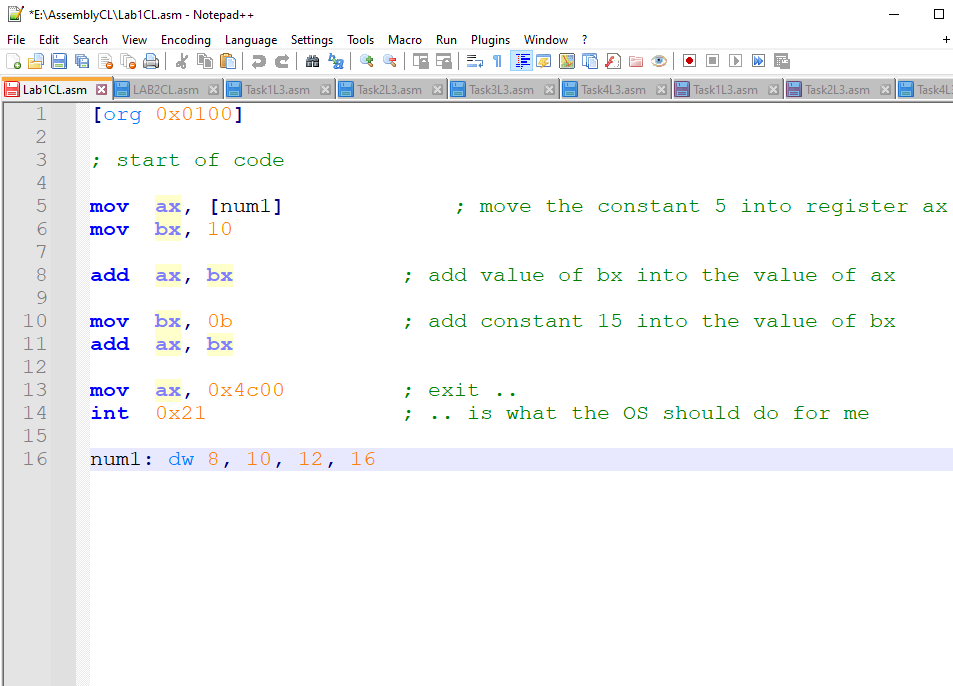 *E:\AssemblyCL\Lab1CL.asm - Notepad++
File Edit Search View Encoding Language Settings Tools Macro Run Plugins Window ? +
Lab1CL.asm LAB2CL.asm Task1L3.asm Task2L3.asm Task3L3.asm Task4L3.asm Task1L3.asm Task2L3.asm Task4L
1 [org 0x0100]
2
3 ; start of code
4
5 mov ax, [num1] ; move the constant 5 into register ax
6 mov bx, 10
7
8 add ax, bx ; add value of bx into the value of ax
9
10 mov bx, 0b ; add constant 15 into the value of bx
11 add ax, bx
12
13 mov ax, 0x4c00 ; exit ..
14 int 0x21 ; .. is what the OS should do for me
15
16 num1: dw 8, 10, 12, 16